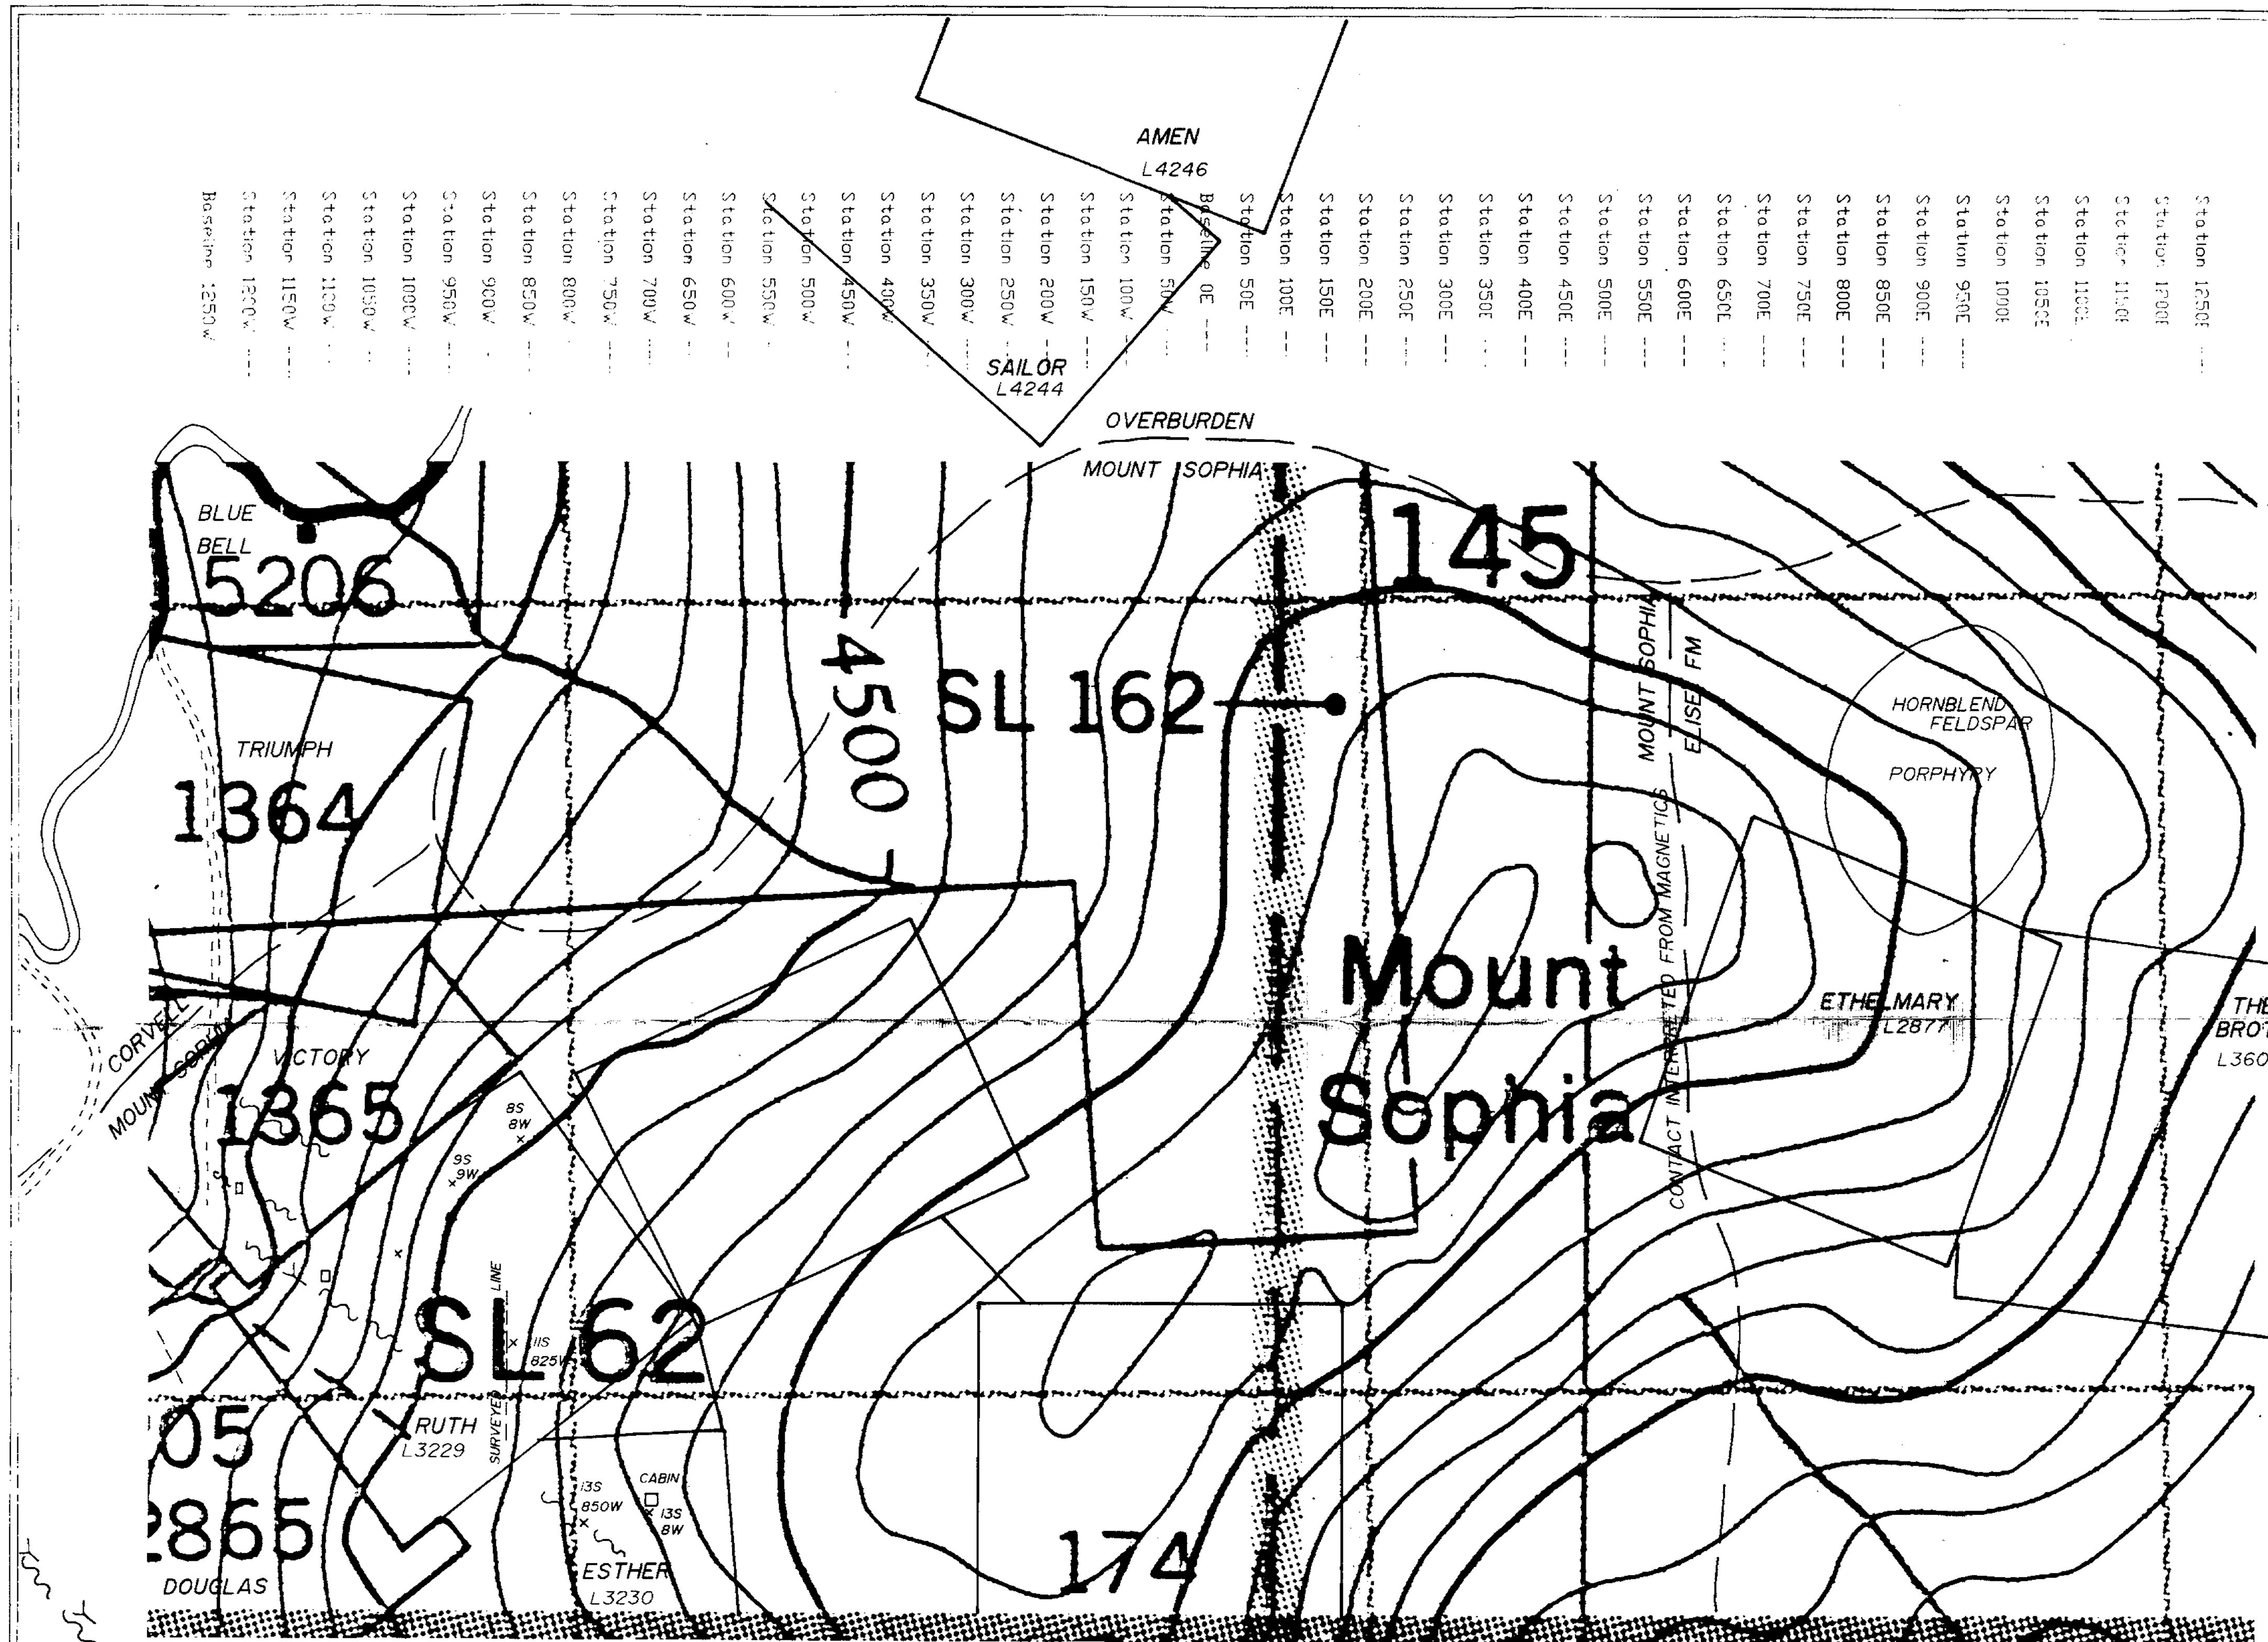 AMEN
L4246
Baseline 1250W
Station 1200W
Station 1150W
Station 1100W
Station 1050W
Station 1000W
Station 950W
Station 900W
Station 850W
Station 800W
Station 750W
Station 700W
Station 650W
Station 600W
Station 550W
Station 500W
Station 450W
Station 400W
Station 350W
Station 300W
Station 250W
Station 200W
Station 150W
Station 100W
Station 50W
Baseline 0E
Station 50E
Station 100E
Station 150E
Station 200E
Station 250E
Station 300E
Station 350E
Station 400E
Station 450E
Station 500E
Station 550E
Station 600E
Station 650E
Station 700E
Station 750E
Station 800E
Station 850E
Station 900E
Station 950E
Station 1000E
Station 1050E
Station 1100E
Station 1150E
Station 1200E
Station 1250E
SAILOR
L4244
OVERBURDEN
MOUNT SOPHIA
BLUE
BELL
5206
145
4500
SL 162
MOUNT SOPHIA
ELISE FM
HORNBLEND
FELDSPAR
PORPHYRY
TRIUMPH
1364
CONTACT INTERPRETED FROM MAGNETICS
Mount
Sophia
ETHELMARY
L2877
THE
BROT
L360
CORVELL
MOUNT SOPHIA
VICTORY
1365
8S
8W
9S
9W
SL 62
11S
825W
SURVEYED LINE
RUTH
L3229
05
2865
DOUGLAS
13S
850W
CABIN
13S
8W
ESTHER
L3230
174